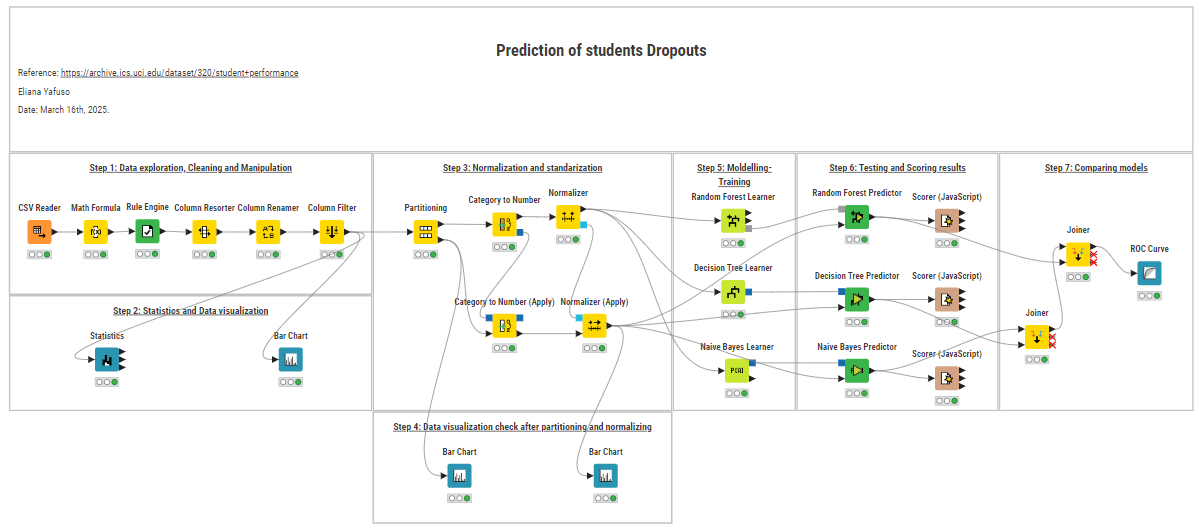 Prediction of students Dropouts
Reference: https://archive.ics.uci.edu/dataset/320/student+performance
Eliana Yafuso
Date: March 16th, 2025.
Step 1: Data exploration, Cleaning and Manipulation
CSV Reader
Math Formula
Rule Engine
Column Resorter
Column Renamer
Column Filter
Step 2: Statistics and Data visualization
Statistics
Bar Chart
Step 3: Normalization and standarization
Partitioning
Category to Number
Normalizer
Category to Number (Apply)
Normalizer (Apply)
Step 4: Data visualization check after partitioning and normalizing
Bar Chart
Bar Chart
Step 5: Moldelling-
Training
Random Forest Learner
Decision Tree Learner
Naive Bayes Learner
P(A)
Step 6: Testing and Scoring results
Random Forest Predictor
Scorer (JavaScript)
Decision Tree Predictor
Scorer (JavaScript)
Naive Bayes Predictor
Scorer (JavaScript)
Step 7: Comparing models
Joiner
ROC Curve
Joiner